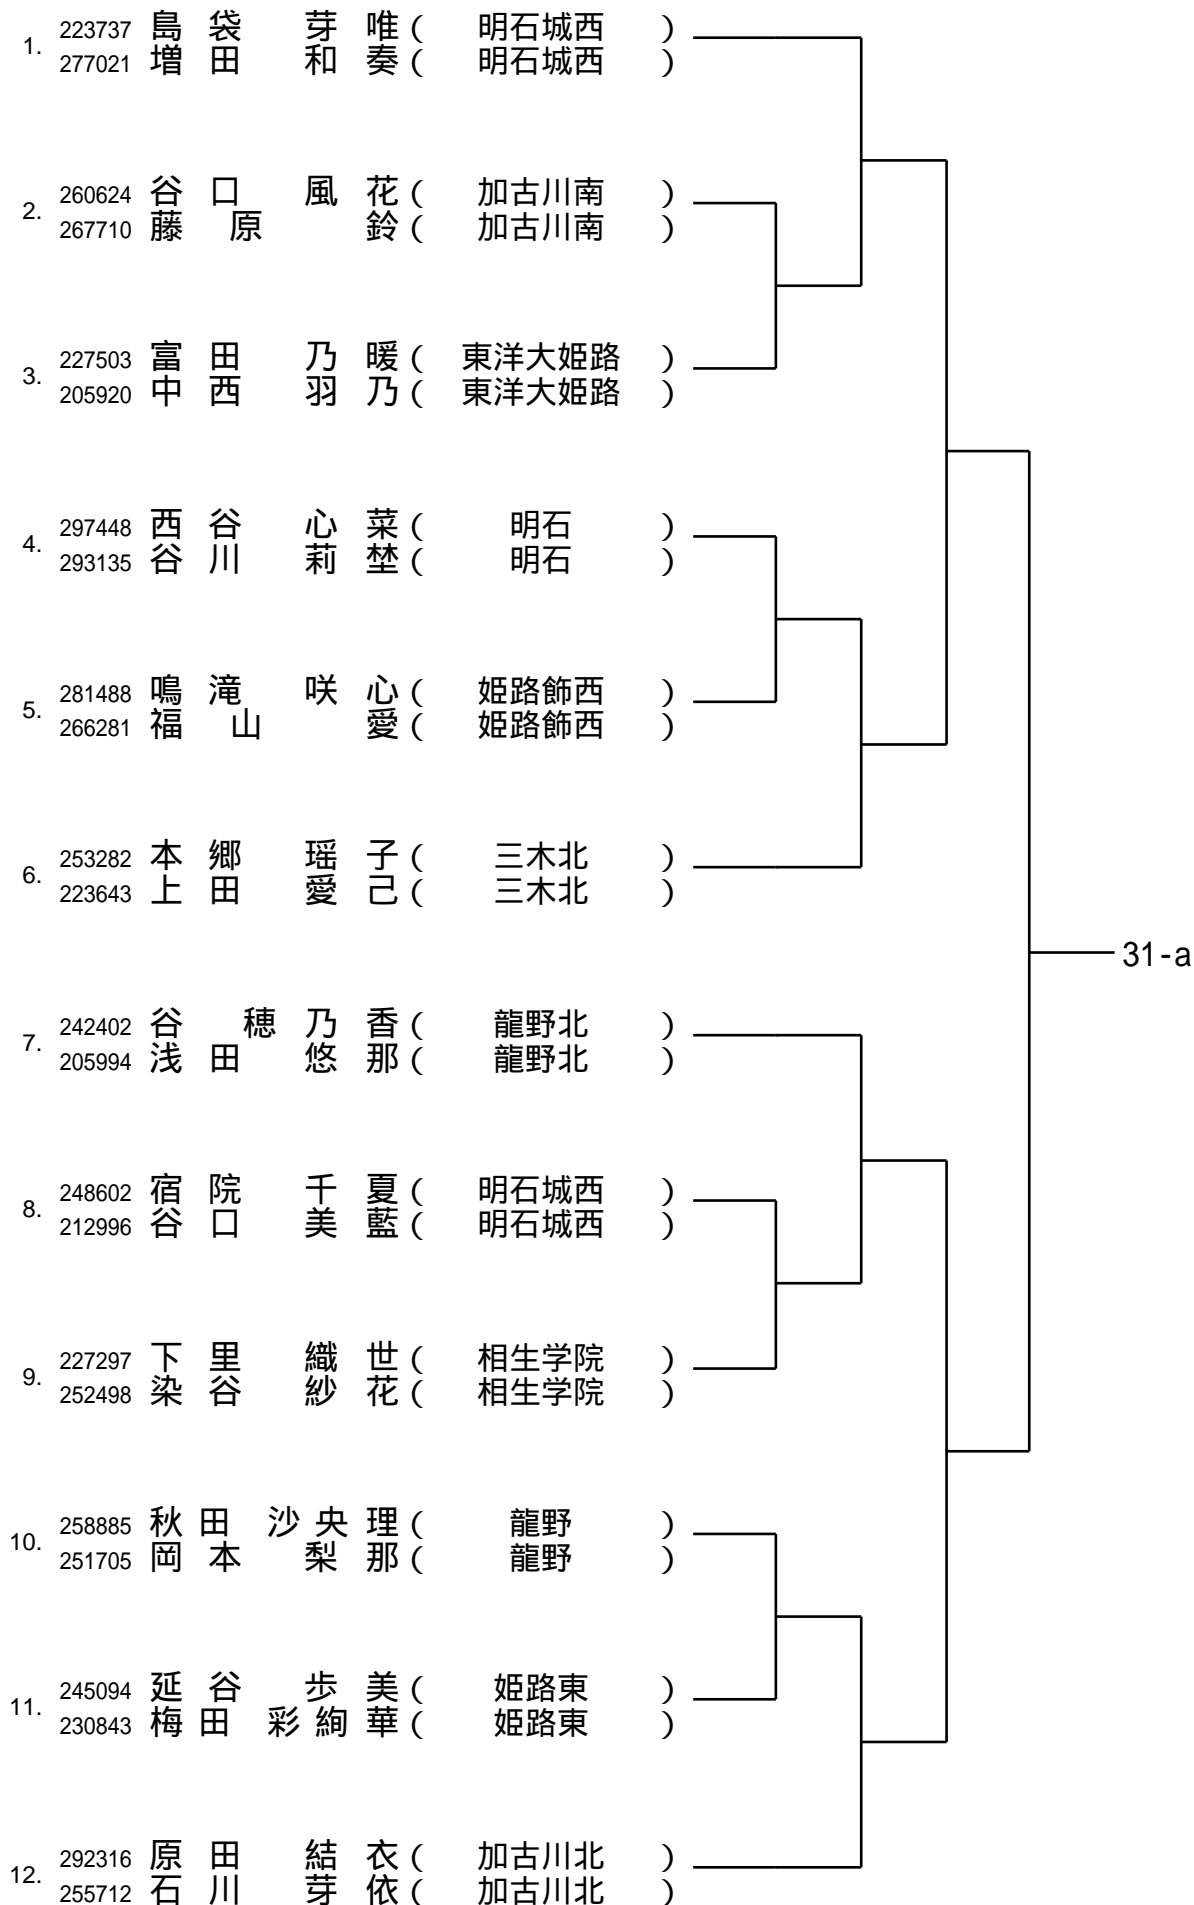 1. 223737 島袋 芽唯 ( 明石城西 )
277021 増田 和奏 ( 明石城西 )
2. 260624 谷口 風花 ( 加古川南 )
267710 藤原 鈴 ( 加古川南 )
3. 227503 富田 乃暖 ( 東洋大姫路 )
205920 中西 羽乃 ( 東洋大姫路 )
4. 297448 西谷 心菜 ( 明石 )
293135 谷川 莉埜 ( 明石 )
5. 281488 鳴滝 咲心 ( 姫路飾西 )
266281 福山 愛 ( 姫路飾西 )
6. 253282 本郷 瑶子 ( 三木北 )
223643 上田 愛己 ( 三木北 )
31-a
7. 242402 谷 穂乃香 ( 龍野北 )
205994 浅田 悠那 ( 龍野北 )
8. 248602 宿院 千夏 ( 明石城西 )
212996 谷口 美藍 ( 明石城西 )
9. 227297 下里 織世 ( 相生学院 )
252498 染谷 紗花 ( 相生学院 )
10. 258885 秋田 沙央理 ( 龍野 )
251705 岡本 梨那 ( 龍野 )
11. 245094 延谷 歩美 ( 姫路東 )
230843 梅田 彩絢華 ( 姫路東 )
12. 292316 原田 結衣 ( 加古川北 )
255712 石川 芽依 ( 加古川北 )